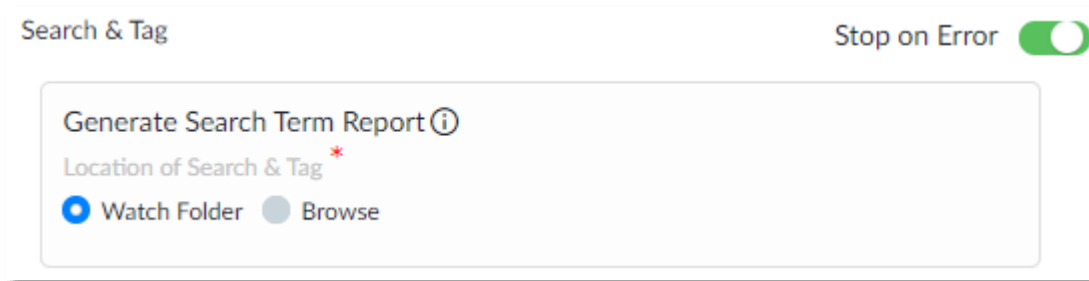 Search & Tag
Stop on Error
Generate Search Term Report
Location of Search & Tag *
Watch Folder
Browse